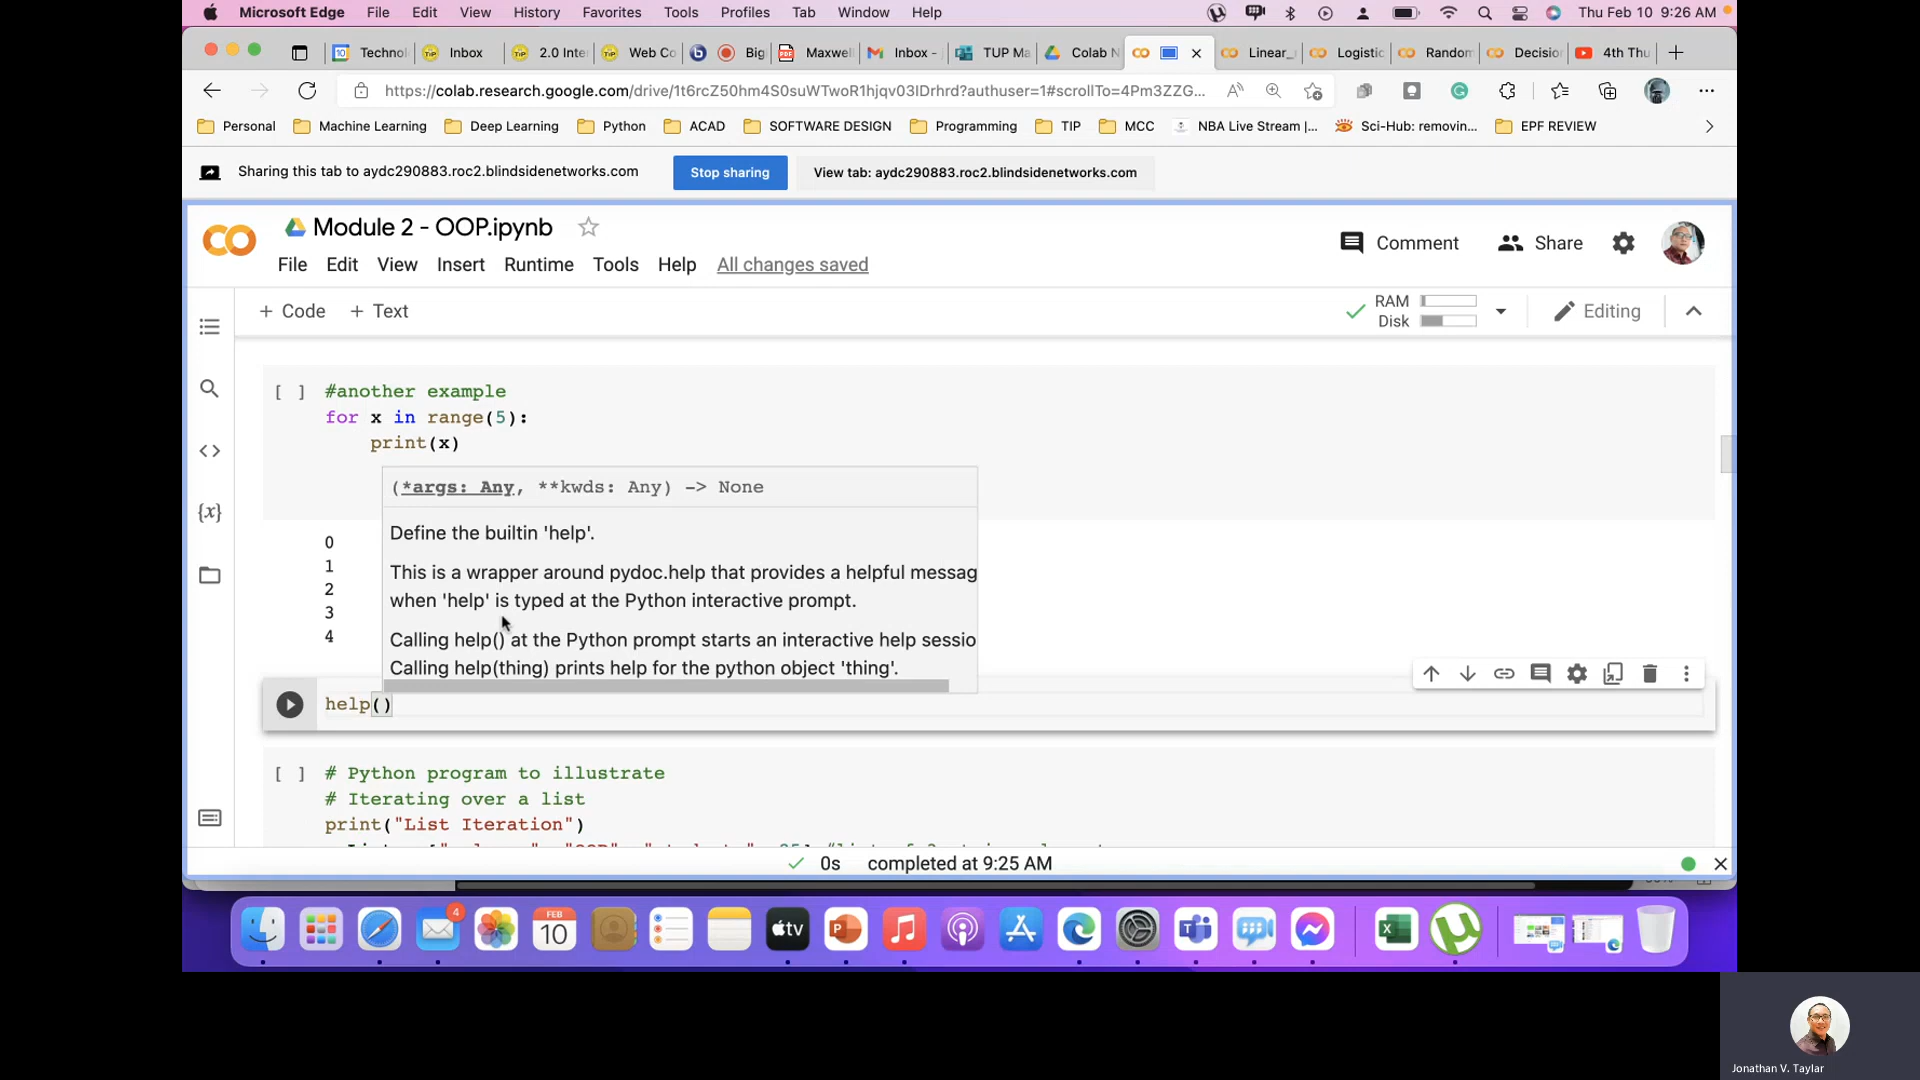 Microsoft Edge File Edit View History Favorites Tools Profiles Tab Window Help Thu Feb 10 9:26 AM
Technol Inbox 2.0 Inte Web Co Big Maxwel Inbox - TUP Ma Colab N Linear_ Logistic Random Decisio 4th Thu
https://colab.research.google.com/drive/1t6rcZ50hm4S0suWTwoR1hjqv03IDrhrd?authuser=1#scrollTo=4Pm3ZZG...
Personal Machine Learning Deep Learning Python ACAD SOFTWARE DESIGN Programming TIP MCC NBA Live Stream |... Sci-Hub: removin... EPF REVIEW
Sharing this tab to aydc290883.roc2.blindsidenetworks.com Stop sharing View tab: aydc290883.roc2.blindsidenetworks.com
Module 2 - OOP.ipynb
Comment Share
File Edit View Insert Runtime Tools Help All changes saved
+ Code + Text
RAM
Disk
Editing
[ ] #another example
for x in range(5):
print(x)
(*args: Any, **kwds: Any) -> None
Define the builtin 'help'.
This is a wrapper around pydoc.help that provides a helpful messag
when 'help' is typed at the Python interactive prompt.
Calling help() at the Python prompt starts an interactive help sessio
Calling help(thing) prints help for the python object 'thing'.
0
1
2
3
4
help()
[ ] # Python program to illustrate
# Iterating over a list
print("List Iteration")
0s completed at 9:25 AM
4
FEB
10
tv
Jonathan V. Taylor